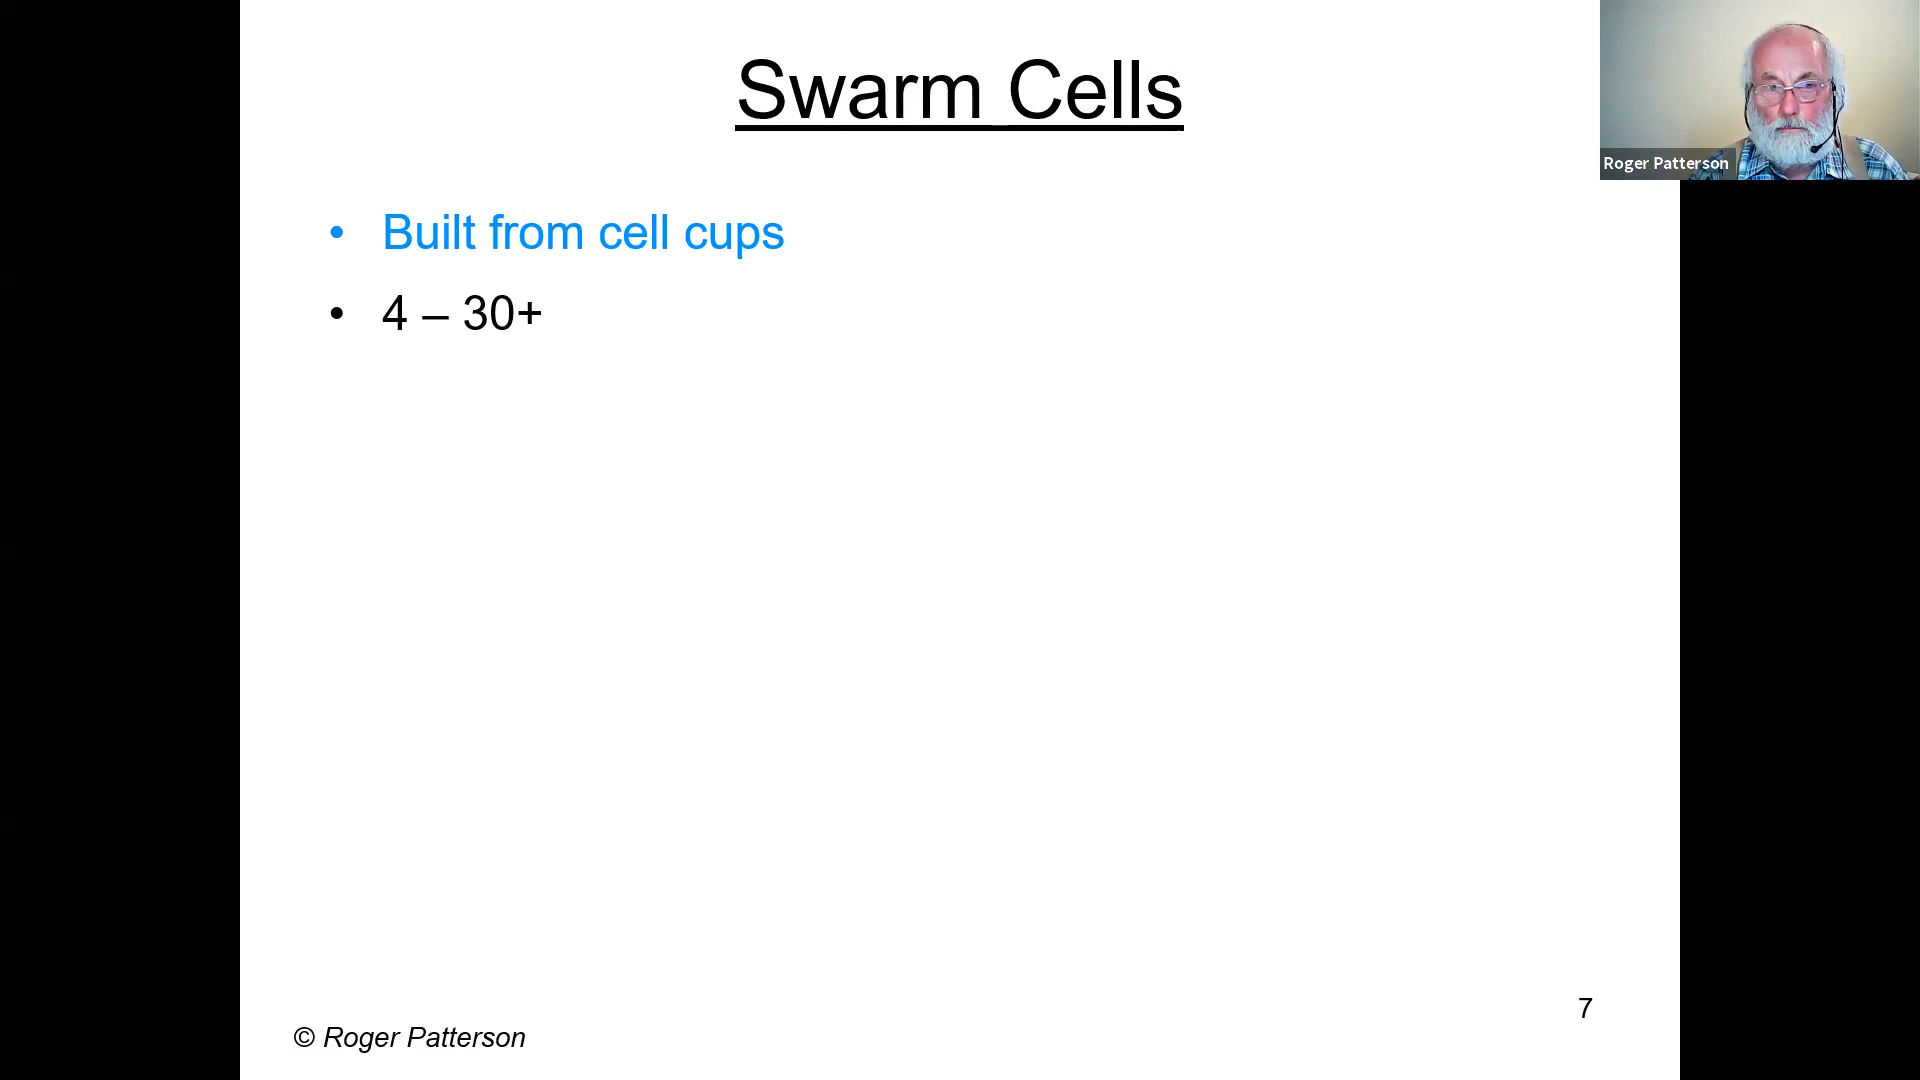 Swarm Cells
Roger Patterson
• Built from cell cups
• 4 – 30+
7
© Roger Patterson